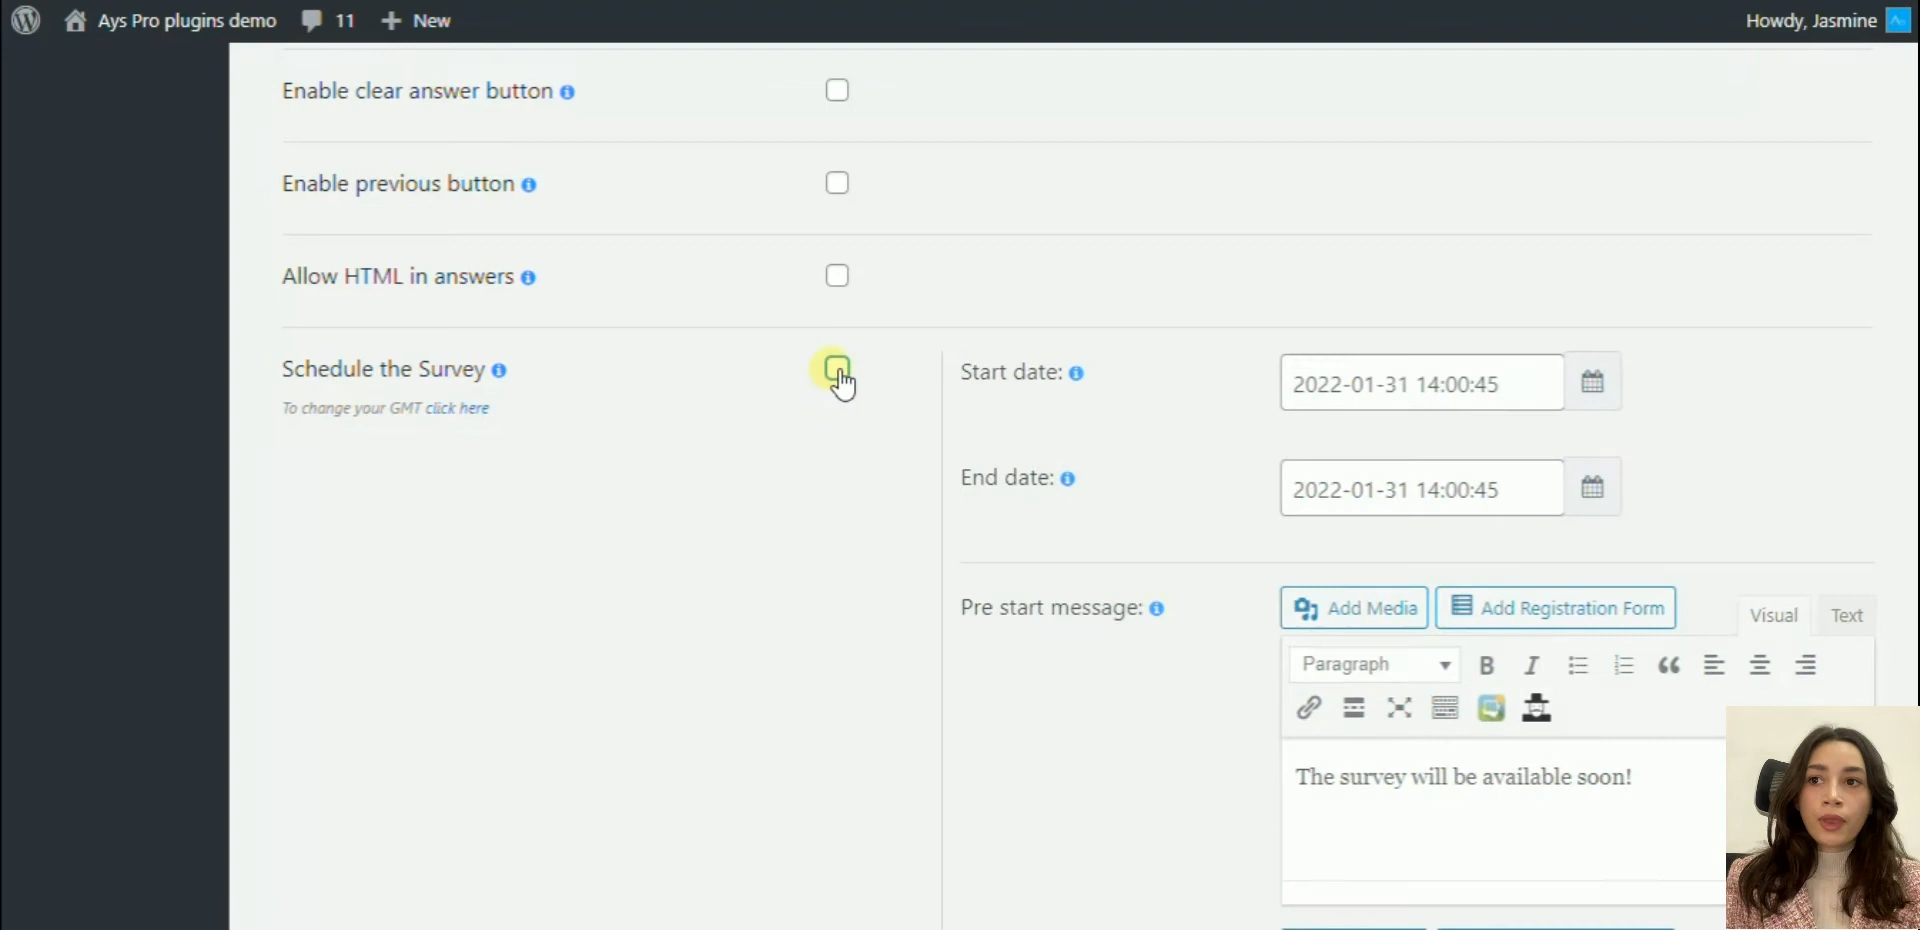 Ays Pro plugins demo 11 New Howdy, Jasmine
Enable clear answer button
Enable previous button
Allow HTML in answers
Schedule the Survey
To change your GMT click here
Start date: 2022-01-31 14:00:45
End date: 2022-01-31 14:00:45
Pre start message: Add Media Add Registration Form Visual Text
Paragraph
The survey will be available soon!